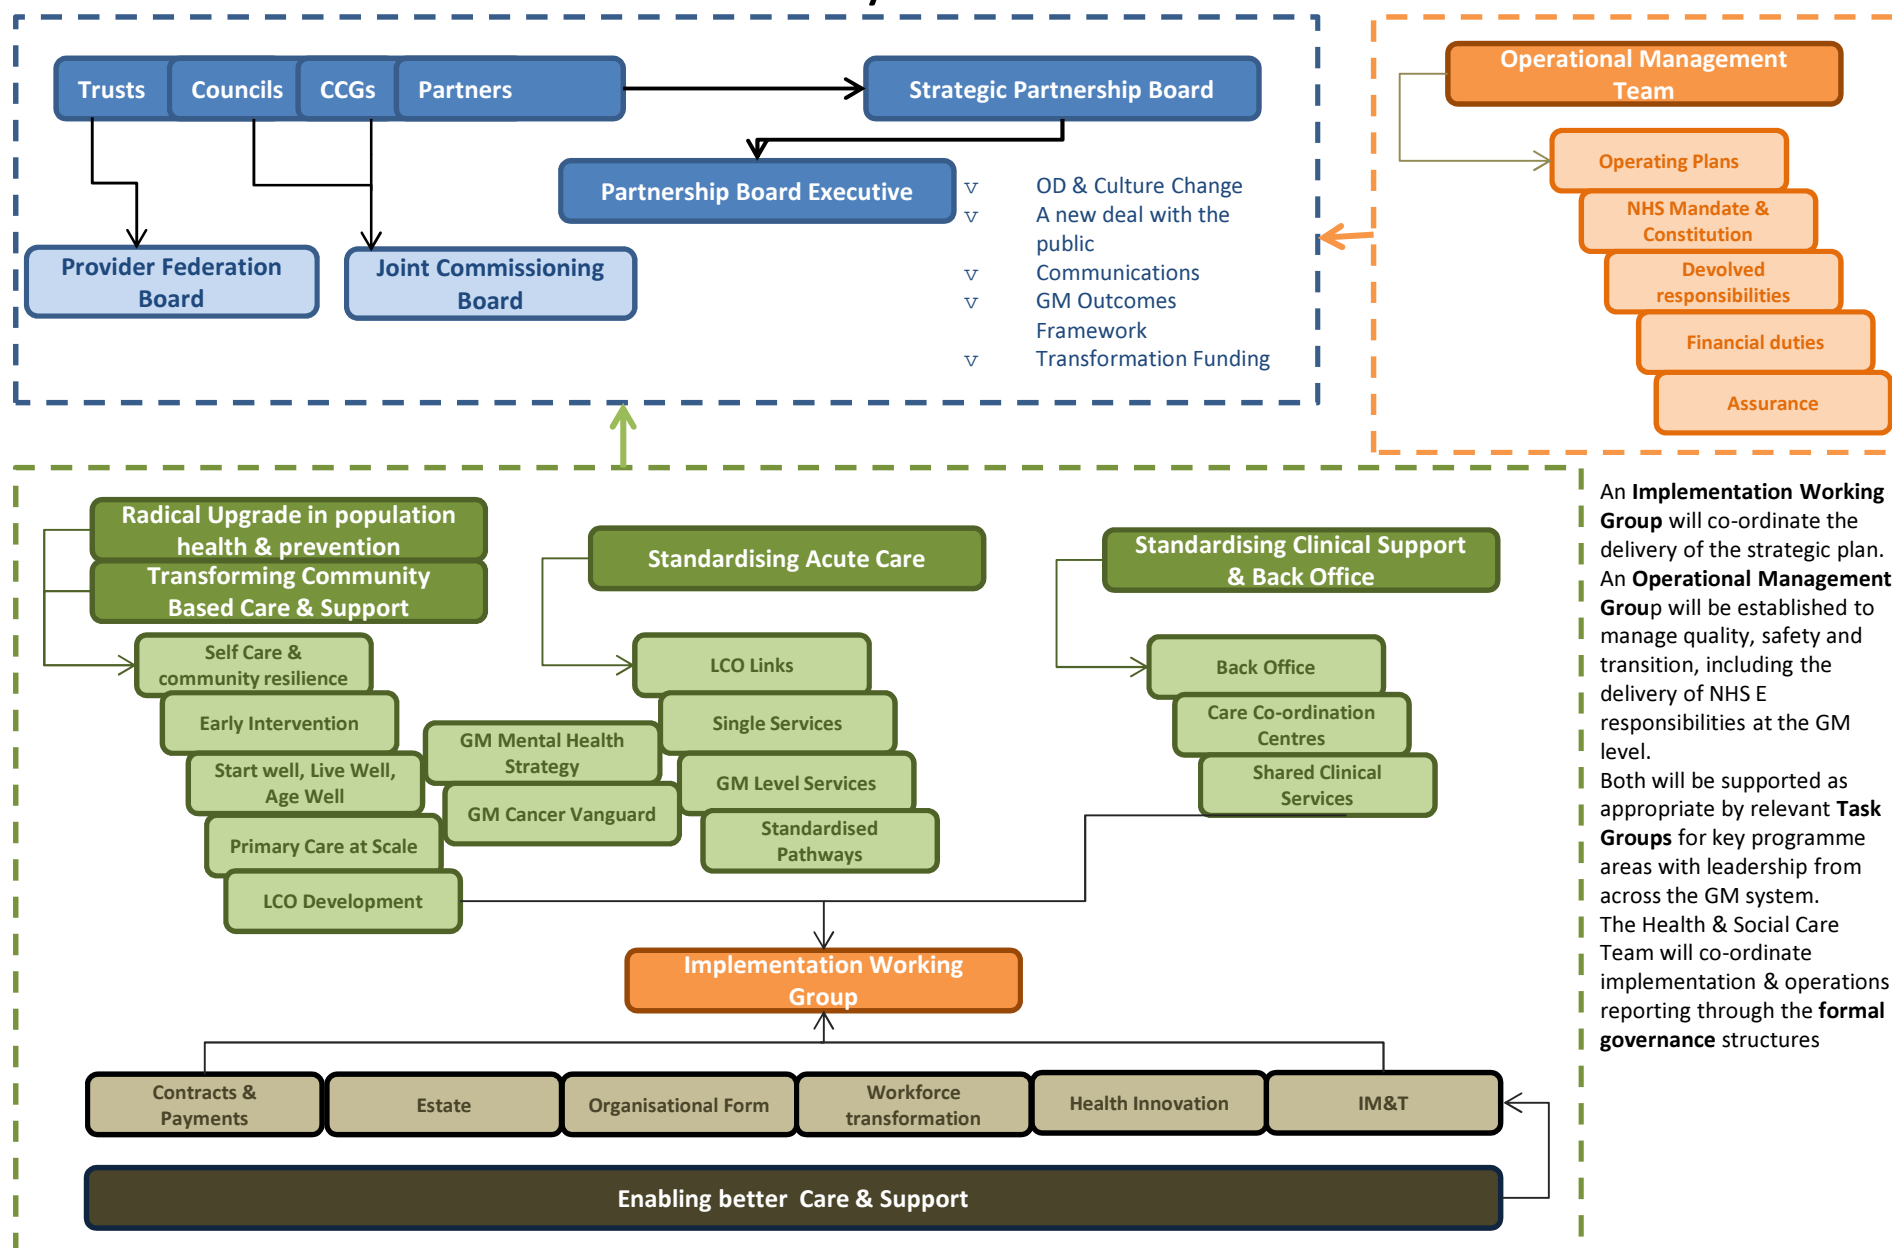 Trusts
Councils
CCGs
Partners
Strategic Partnership Board
Partnership Board Executive
Provider Federation
Board
Joint Commissioning
Board
v OD & Culture Change
v A new deal with the
public
v Communications
v GM Outcomes
Framework
v Transformation Funding
Operational Management
Team
Operating Plans
NHS Mandate &
Constitution
Devolved
responsibilities
Financial duties
Assurance
Radical Upgrade in population
health & prevention
Transforming Community
Based Care & Support
Self Care &
community resilience
Early Intervention
Start well, Live Well,
Age Well
Primary Care at Scale
LCO Development
GM Mental Health
Strategy
GM Cancer Vanguard
Standardising Acute Care
LCO Links
Single Services
GM Level Services
Standardised
Pathways
Standardising Clinical Support
& Back Office
Back Office
Care Co-ordination
Centres
Shared Clinical
Services
Implementation Working
Group
Contracts &
Payments
Estate
Organisational Form
Workforce
transformation
Health Innovation
IM&T
Enabling better Care & Support
An Implementation Working
Group will co-ordinate the
delivery of the strategic plan.
An Operational Management
Group will be established to
manage quality, safety and
transition, including the
delivery of NHS E
responsibilities at the GM
level.
Both will be supported as
appropriate by relevant Task
Groups for key programme
areas with leadership from
across the GM system.
The Health & Social Care
Team will co-ordinate
implementation & operations
reporting through the formal
governance structures